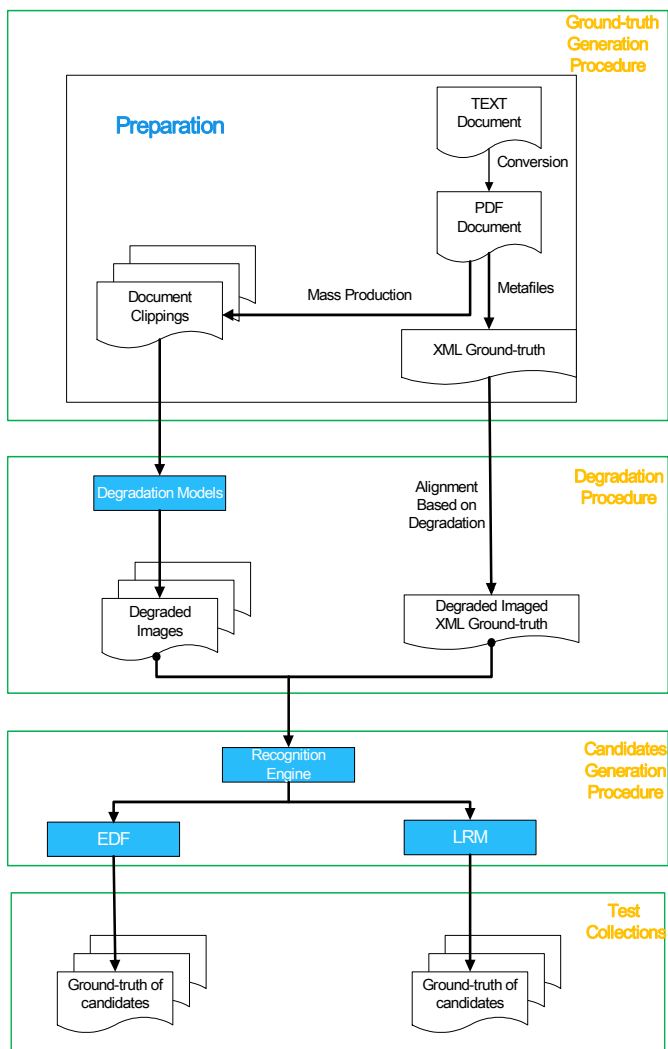 Ground-truth
Generation
Procedure
Preparation
TEXT
Document
Conversion
PDF
Document
Mass Production
Metafiles
Document
Clippings
XML Ground-truth
Degradation
Procedure
Degradation Models
Alignment
Based on
Degradation
Degraded
Images
Degraded Imaged
XML Ground-truth
Candidates
Generation
Procedure
Recognition
Engine
EDF
LRM
Test
Collections
Ground-truth of
candidates
Ground-truth of
candidates